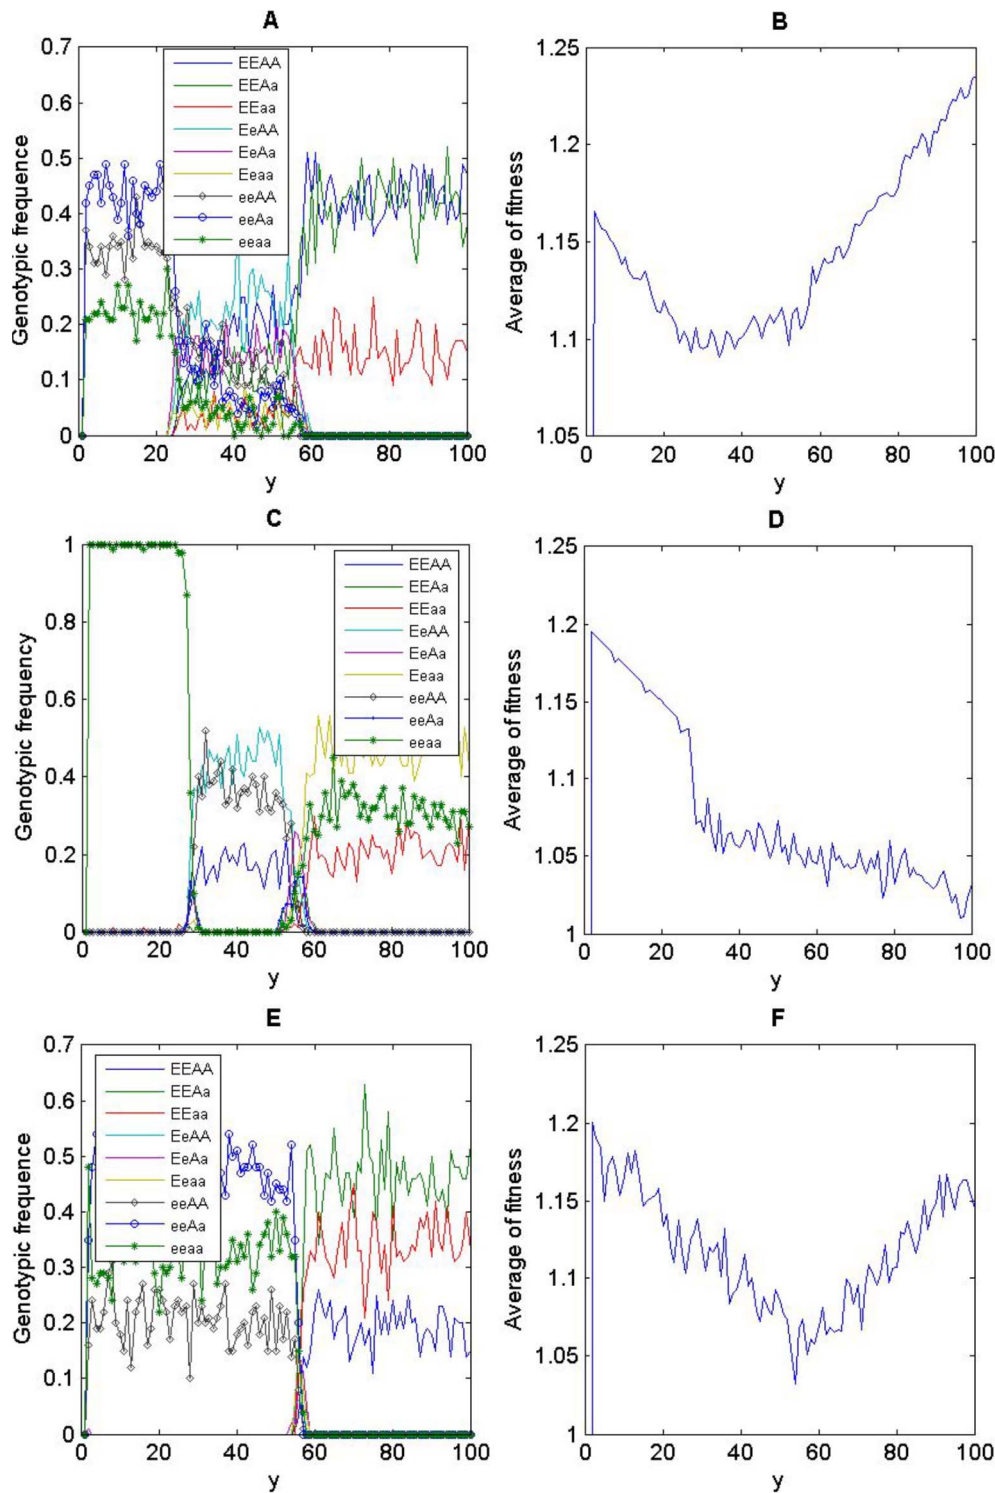 A
Genotypic frequence
0.7
0.6
0.5
0.4
0.3
0.2
0.1
0
EEAA
EEAa
EEaa
EeAA
EeAa
Eeaa
eeAA
eeAa
eeaa
0
20
40
60
80
100
y
B
Average of fitness
1.25
1.2
1.15
1.1
1.05
0
20
40
60
80
100
y
C
Genotypic frequency
1
0.8
0.6
0.4
0.2
0
EEAA
EEAa
EEaa
EeAA
EeAa
Eeaa
eeAA
eeAa
eeaa
0
20
40
60
80
100
y
D
Average of fitness
1.25
1.2
1.15
1.1
1.05
1
0
20
40
60
80
100
y
E
Genotypic frequence
0.7
0.6
0.5
0.4
0.3
0.2
0.1
0
EEAA
EEAa
EEaa
EeAA
EeAa
Eeaa
eeAA
eeAa
eeaa
0
20
40
60
80
100
y
F
Average of fitness
1.25
1.2
1.15
1.1
1.05
1
0
20
40
60
80
100
y